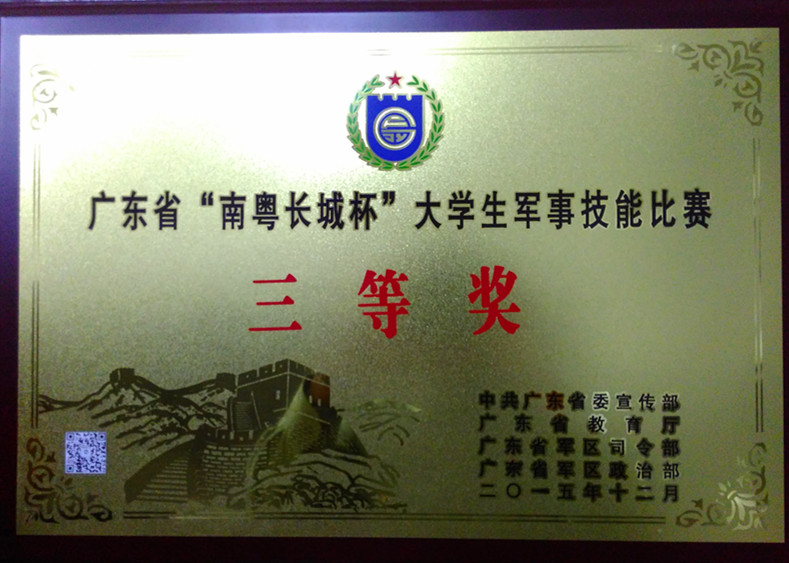 广东省“南粤长城杯”大学生军事技能比赛
三等奖
中共广东省委宣传部
广东省教育厅
广东省军区司令部
广东省军区政治部
二〇一五年十二月